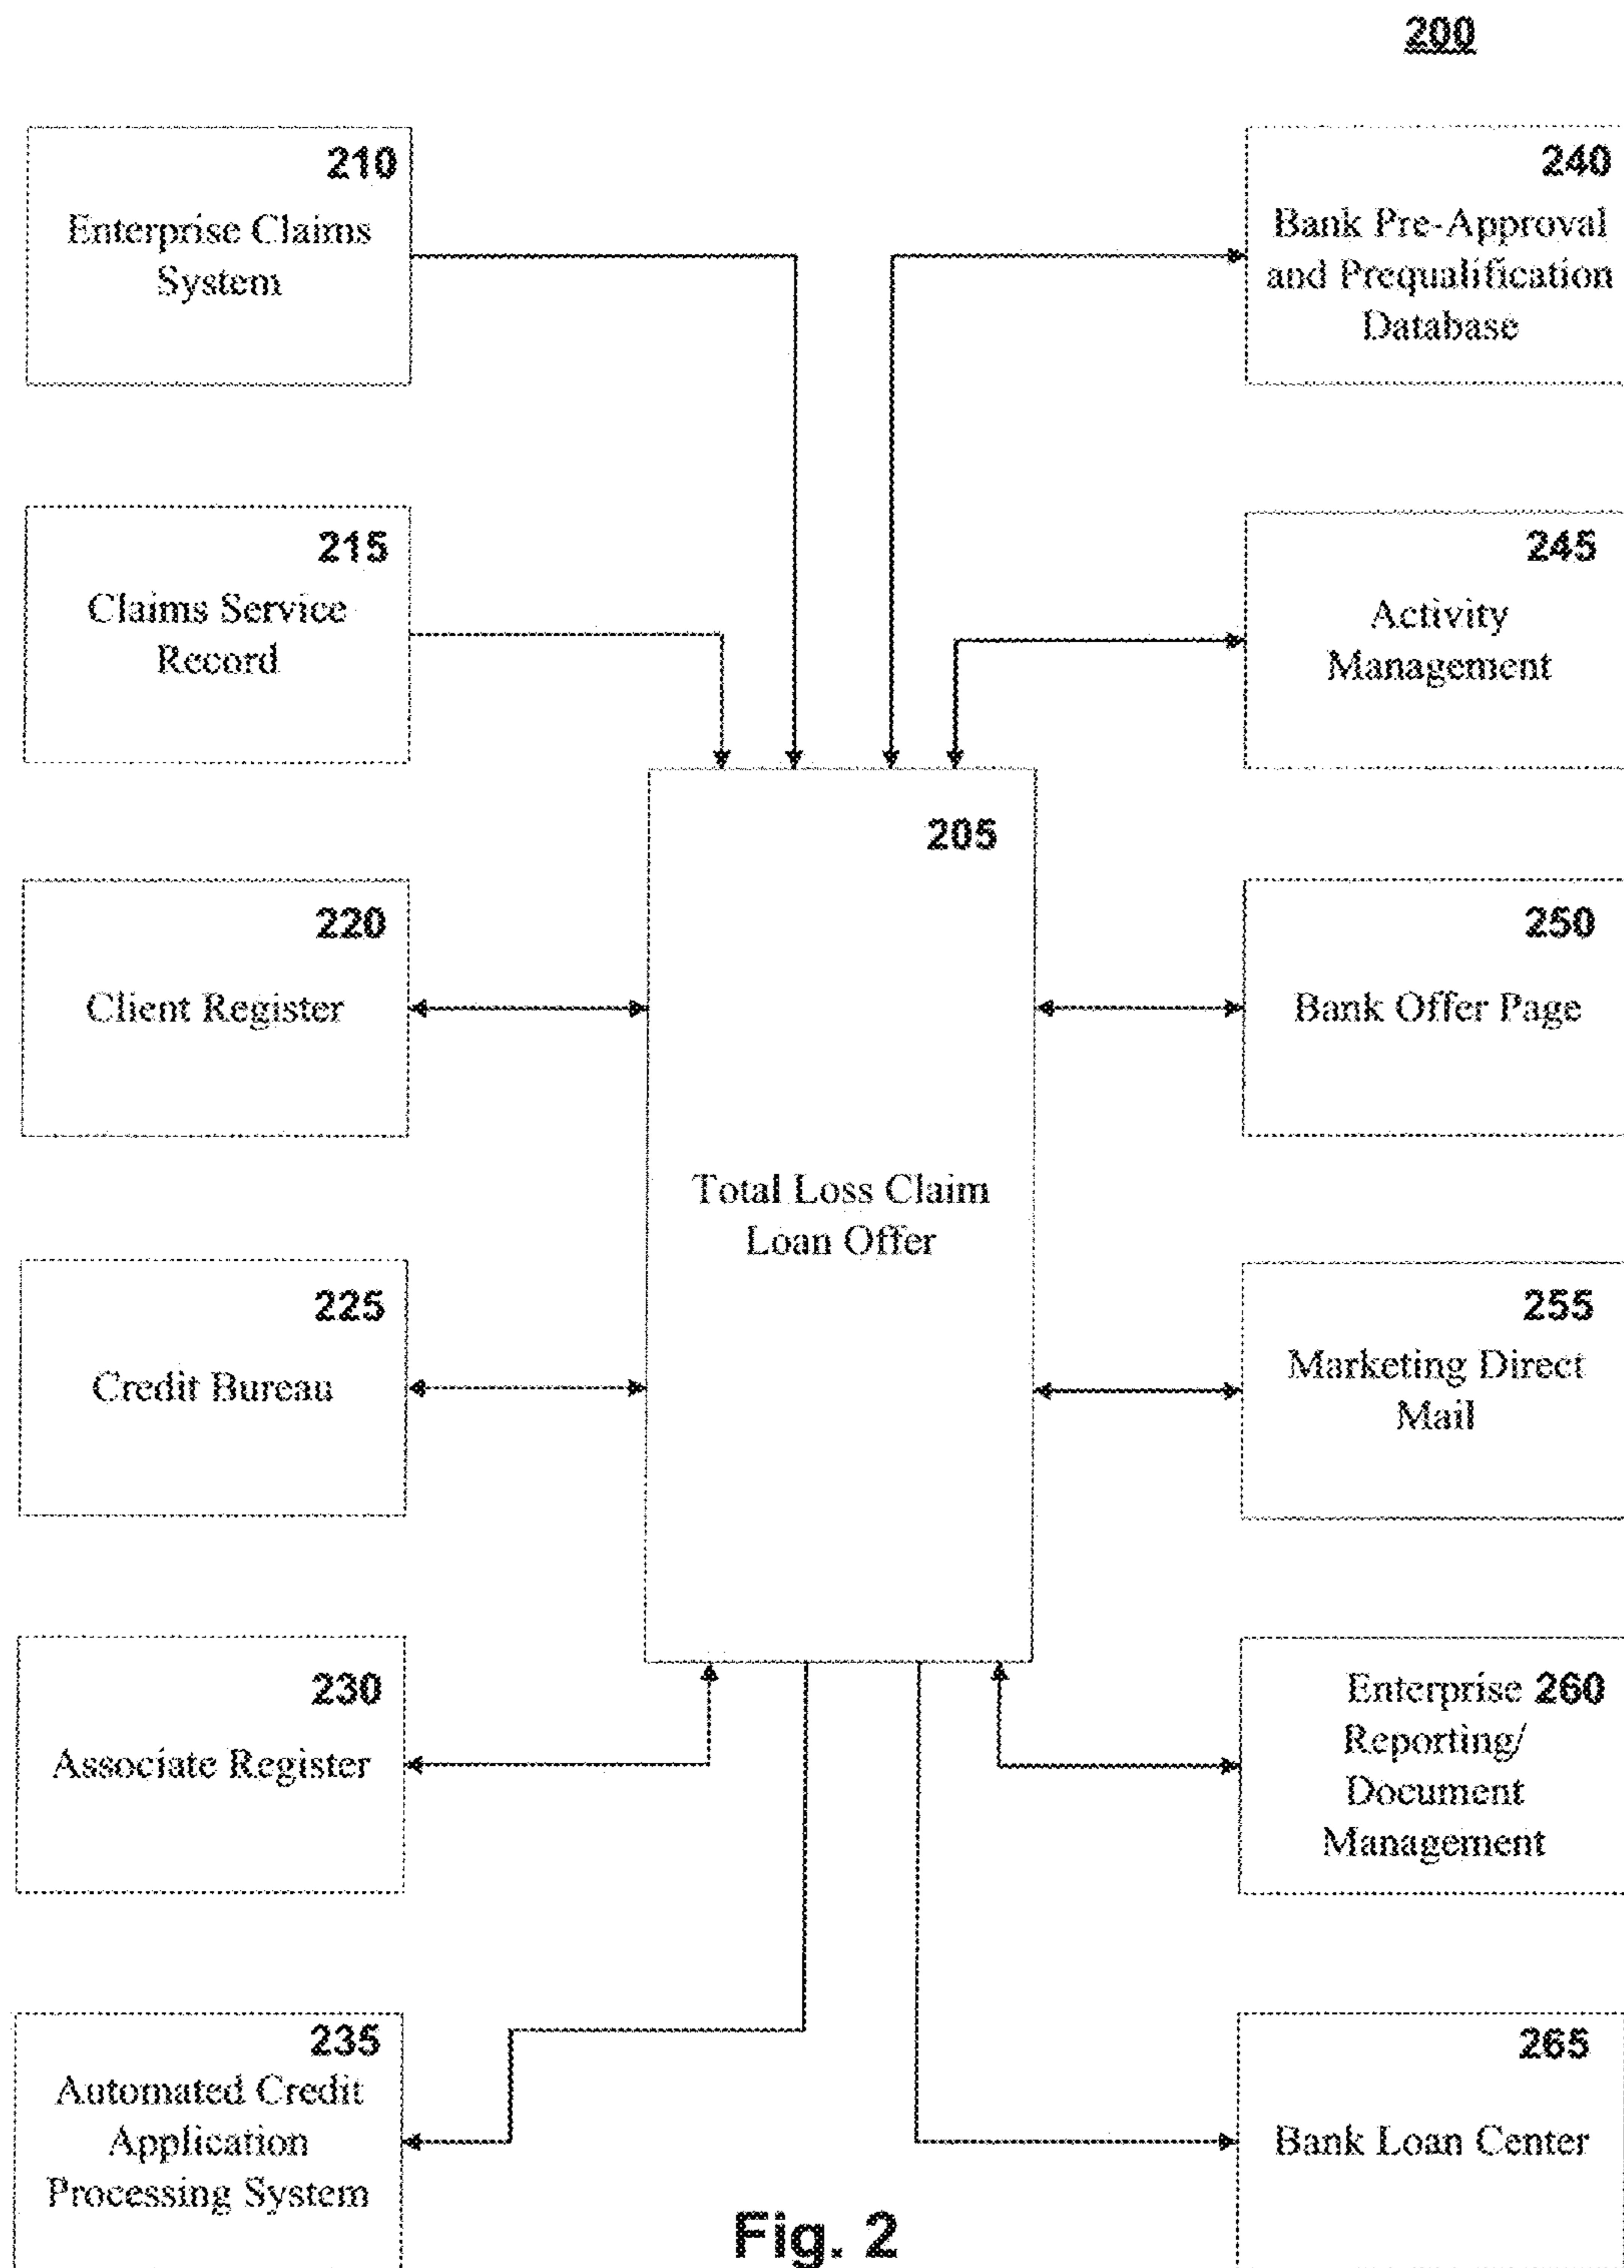 200
210
Enterprise Claims
System
240
Bank Pre-Approval
and Prequalification
Database
215
Claims Service
Record
245
Activity
Management
205
Total Loss Claim
Loan Offer
220
Client Register
250
Bank Offer Page
225
Credit Bureau
255
Marketing Direct
Mail
230
Associate Register
Enterprise 260
Reporting/
Document
Management
235
Automated Credit
Application
Processing System
265
Bank Loan Center
Fig. 2